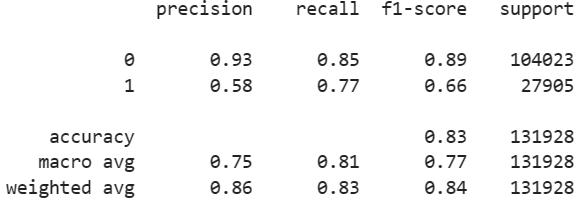 precision recall f1-score support
0 0.93 0.85 0.89 104023
1 0.58 0.77 0.66 27905
accuracy 0.83 131928
macro avg 0.75 0.81 0.77 131928
weighted avg 0.86 0.83 0.84 131928